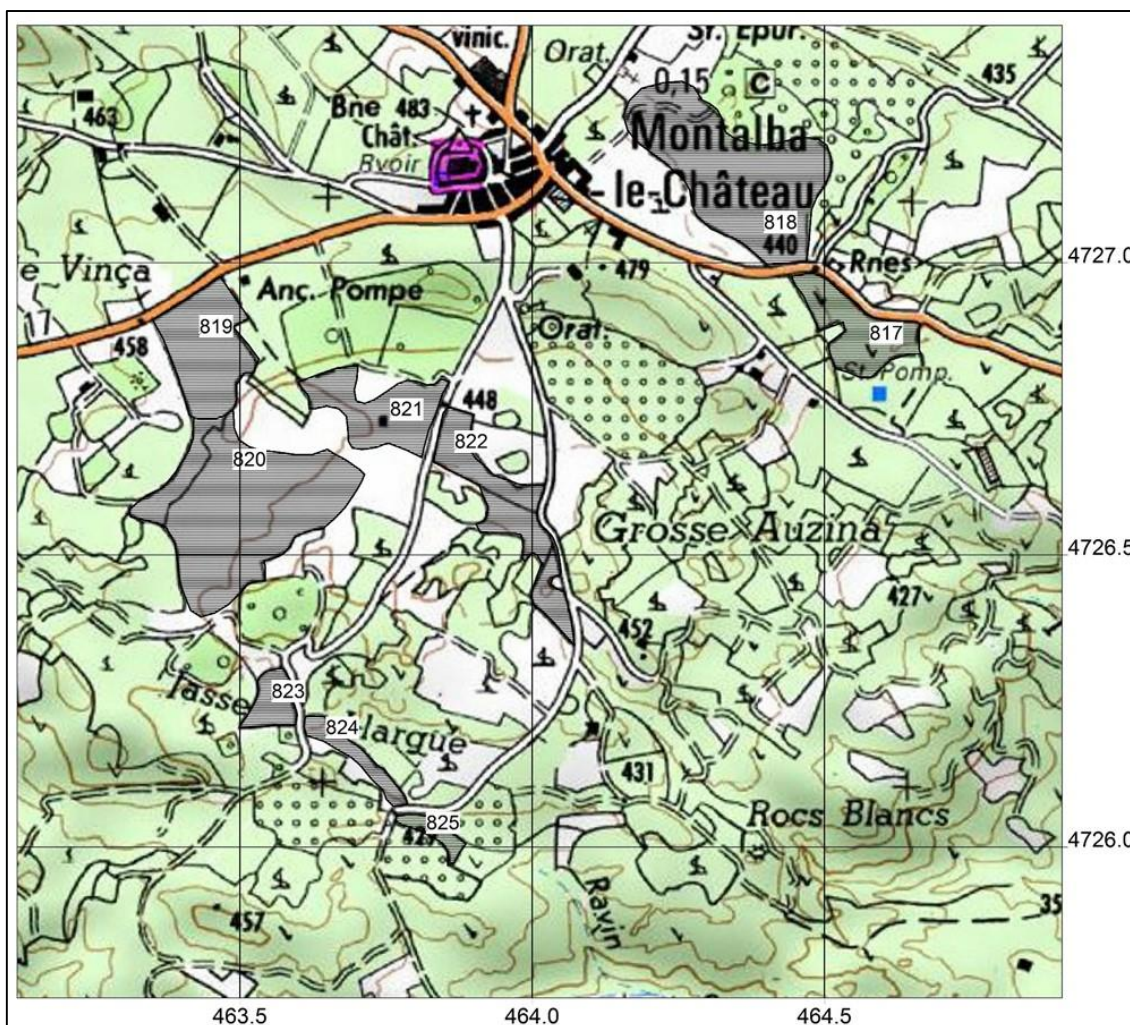 vinic.
Orat.
St. Epur.
0,15 C
435
463
Bne 483
Chât.
Rvoir
Montalba
-le-Château
818
440
4727.0
e Vinça
479
Rnes
Anc. Pompe
17
819
Orat.
817
458
St. Pomp.
821
448
822
820
Grosse Auzina
4726.5
427
452
Tasse
823
824
largue
431
Rocs Blancs
825
4726.0
457
Ravin
35
463.5 464.0 464.5